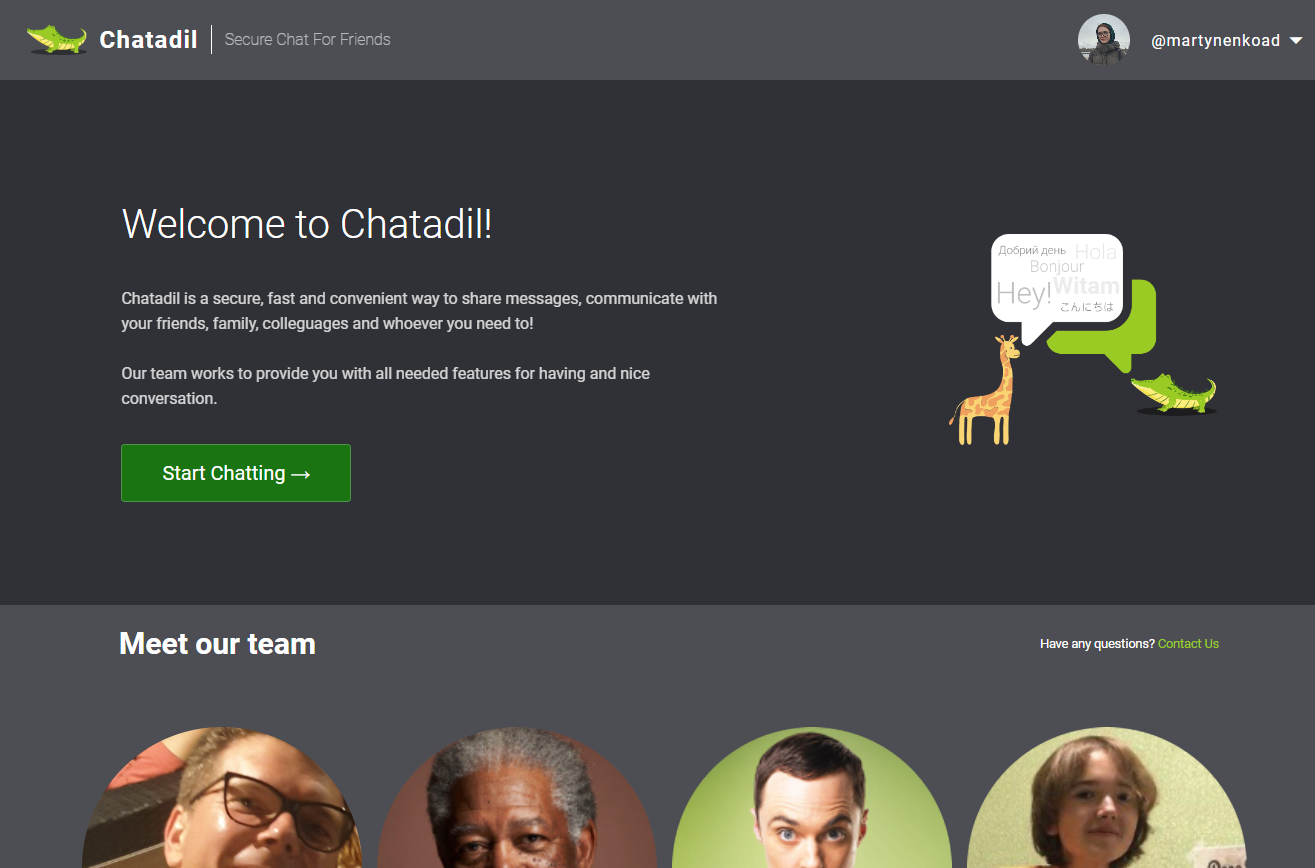 Chatadil
Secure Chat For Friends
@martynenkoad
Welcome to Chatadil!
Chatadil is a secure, fast and convenient way to share messages, communicate with
your friends, family, colleguages and whoever you need to!
Our team works to provide you with all needed features for having and nice
conversation.
Start Chatting →
Добрий день
Hola
Bonjour
Hey!
Witam
こんにちは
Meet our team
Have any questions? Contact Us